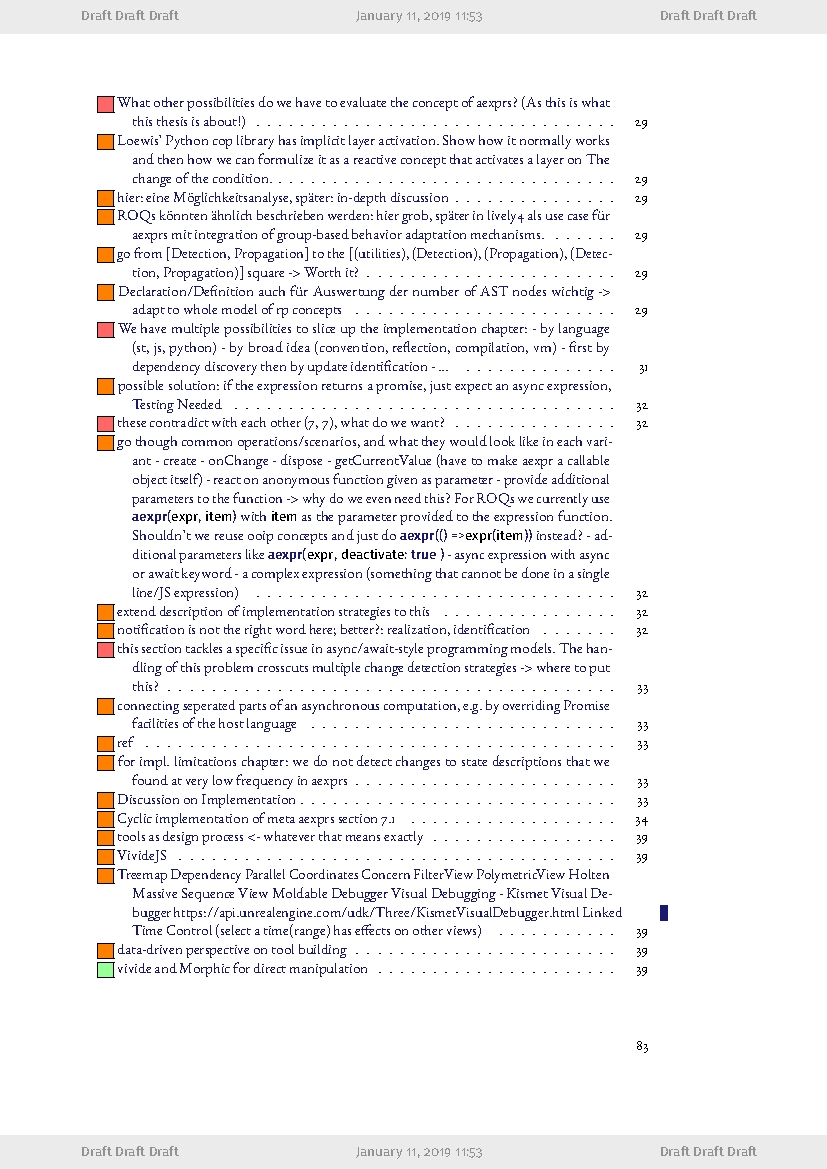 Draft Draft Draft January 11, 2019 11:53 Draft Draft Draft
What other possibilities do we have to evaluate the concept of aexprs? (As this is what
this thesis is about!) . . . . . . . . . . . . . . . . . . . . . . . . . . . . 29
Loewis' Python cop library has implicit layer activation. Show how it normally works
and then how we can formulize it as a reactive concept that activates a layer on The
change of the condition. . . . . . . . . . . . . . . . . . . . . . . . . . . . 29
hier: eine Möglichkeitsanalyse, später: in-depth discussion . . . . . . . . . . . . 29
ROQs könnten ähnlich beschrieben werden: hier grob, später in lively4 als use case für
aexprs mit integration of group-based behavior adaptation mechanisms. . . . . . . 29
go from [Detection, Propagation] to the [(utilities), (Detection), (Propagation), (Detec-
tion, Propagation)] square -> Worth it? . . . . . . . . . . . . . . . . . . . 29
Declaration/Definition auch für Auswertung der number of AST nodes wichtig ->
adapt to whole model of rp concepts . . . . . . . . . . . . . . . . . . . . 29
We have multiple possibilities to slice up the implementation chapter: - by language
(st, js, python) - by broad idea (convention, reflection, compilation, vm) - first by
dependency discovery then by update identification - ... . . . . . . . . . . . . 31
possible solution: if the expression returns a promise, just expect an async expression,
Testing Needed . . . . . . . . . . . . . . . . . . . . . . . . . . . . . . 32
these contradict with each other (7, 7), what do we want? . . . . . . . . . . . . 32
go though common operations/scenarios, and what they would look like in each vari-
ant - create - onChange - dispose - getCurrentValue (have to make aexpr a callable
object itself) - react on anonymous function given as parameter - provide additional
parameters to the function -> why do we even need this? For ROQs we currently use
aexpr(expr, item) with item as the parameter provided to the expression function.
Shouldn't we reuse ooip concepts and just do aexpr(() =>expr(item)) instead? - ad-
ditional parameters like aexpr(expr, deactivate: true ) - async expression with async
or await keyword - a complex expression (something that cannot be done in a single
line/JS expression) . . . . . . . . . . . . . . . . . . . . . . . . . . . . 32
extend description of implementation strategies to this . . . . . . . . . . . . . 32
notification is not the right word here; better?: realization, identification . . . . . . 32
this section tackles a specific issue in async/await-style programming models. The han-
dling of this problem crosscuts multiple change detection strategies -> where to put
this? . . . . . . . . . . . . . . . . . . . . . . . . . . . . . . . . . . . 33
connecting seperated parts of an asynchronous computation, e.g. by overriding Promise
facilities of the host language . . . . . . . . . . . . . . . . . . . . . . . . 33
ref . . . . . . . . . . . . . . . . . . . . . . . . . . . . . . . . . . . . . 33
for impl. limitations chapter: we do not detect changes to state descriptions that we
found at very low frequency in aexprs . . . . . . . . . . . . . . . . . . . . 33
Discussion on Implementation . . . . . . . . . . . . . . . . . . . . . . . . . 33
Cyclic implementation of meta aexprs section 7.1 . . . . . . . . . . . . . . . . 34
tools as design process <- whatever that means exactly . . . . . . . . . . . . . . 39
VivideJS . . . . . . . . . . . . . . . . . . . . . . . . . . . . . . . . . . 39
Treemap Dependency Parallel Coordinates Concern FilterView PolymetricView Holten
Massive Sequence View Moldable Debugger Visual Debugging - Kismet Visual De-
bugger https://api.unrealengine.com/udk/Three/KismetVisualDebugger.html Linked
Time Control (select a time(range) has effects on other views) . . . . . . . . . . 39
data-driven perspective on tool building . . . . . . . . . . . . . . . . . . . . 39
vivide and Morphic for direct manipulation . . . . . . . . . . . . . . . . . . . 39
83
Draft Draft Draft January 11, 2019 11:53 Draft Draft Draft